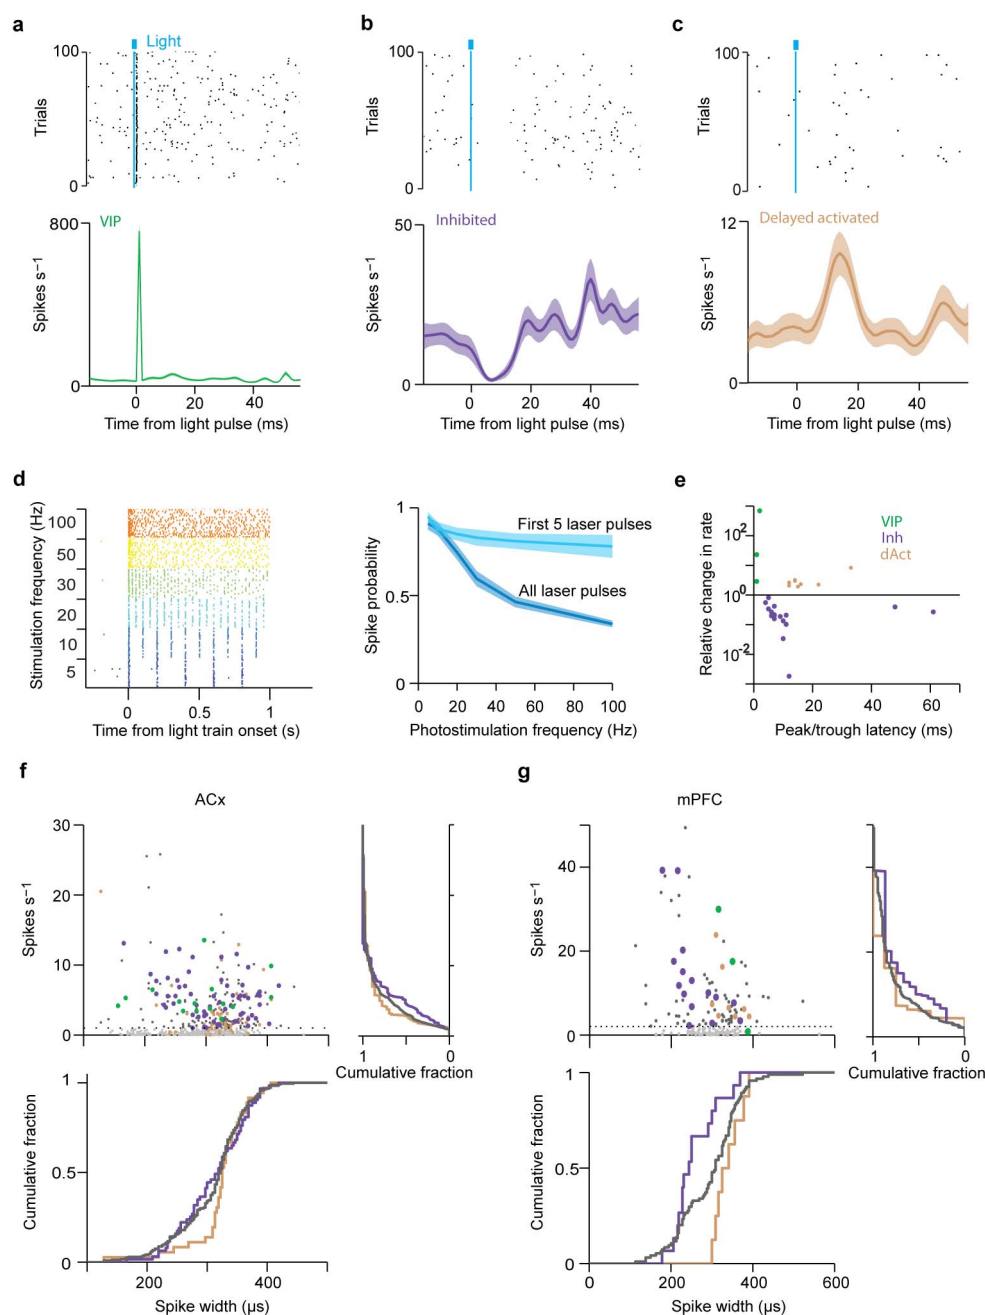 a
Light
100
Trials
0
800
VIP
Spikes s⁻¹
0
0 20 40
Time from light pulse (ms)
b
100
Trials
0
50
Inhibited
Spikes s⁻¹
0
0 20 40
Time from light pulse (ms)
c
100
Trials
0
12
Delayed activated
Spikes s⁻¹
0
0 20 40
Time from light pulse (ms)
d
Stimulation frequency (Hz)
100
50
30
20
10
5
0 0.5 1
Time from light train onset (s)
Spike probability
1
0.5
0
First 5 laser pulses
All laser pulses
0 20 40 60 80 100
Photostimulation frequency (Hz)
e
Relative change in rate
10²
10⁰
10⁻²
VIP
Inh
dAct
0 20 40 60
Peak/trough latency (ms)
f
ACx
Spikes s⁻¹
30
20
10
0
1 0
Cumulative fraction
Cumulative fraction
1
0.5
0
200 400
Spike width (µs)
g
mPFC
Spikes s⁻¹
40
20
0
1 0
Cumulative fraction
Cumulative fraction
1
0.5
0
0 200 400 600
Spike width (µs)